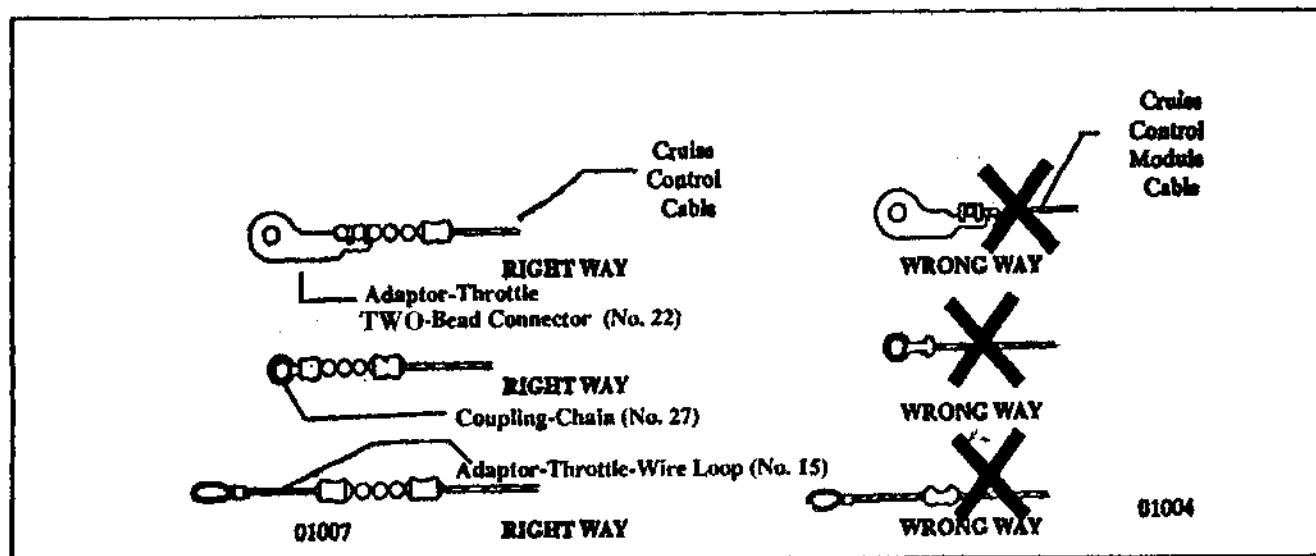 Cruise
Control
Cable
RIGHT WAY
Adaptor-Throttle
TWO-Bead Connector (No. 22)
RIGHT WAY
Coupling-Chain (No. 27)
Adaptor-Throttle-Wire Loop (No. 15)
01007
RIGHT WAY
Cruise
Control
Module
Cable
WRONG WAY
WRONG WAY
WRONG WAY
01004